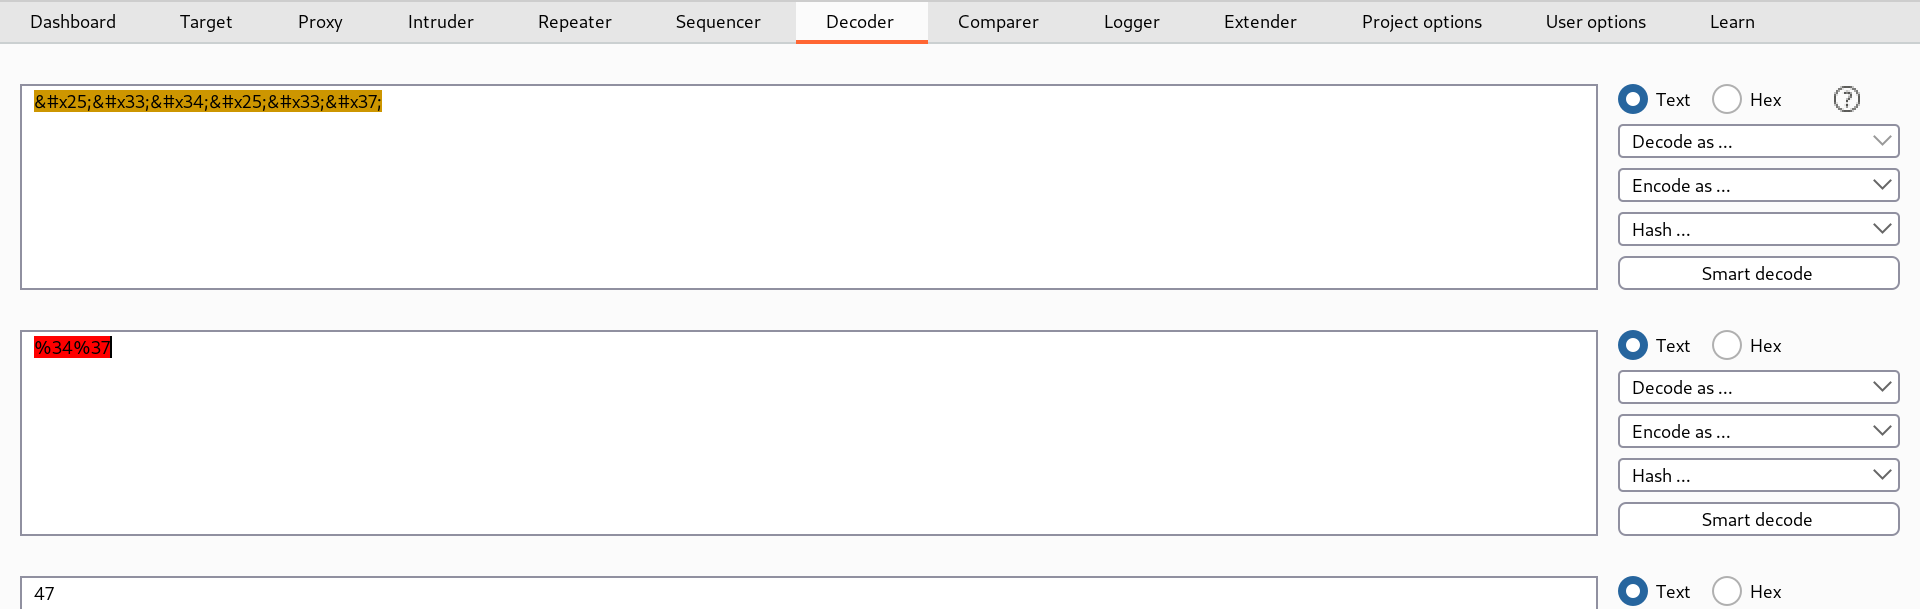 Dashboard Target Proxy Intruder Repeater Sequencer Decoder Comparer Logger Extender Project options User options Learn
&#x25;&#x33;&#x34;&#x25;&#x33;&#x37;
Text Hex ?
Decode as ...
Encode as ...
Hash ...
Smart decode
%34%37
Text Hex
Decode as ...
Encode as ...
Hash ...
Smart decode
47
Text Hex